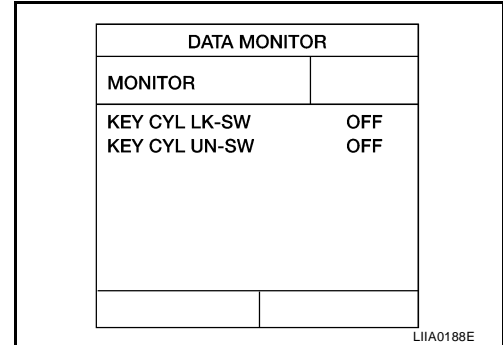 DATA MONITOR
MONITOR
KEY CYL LK-SW OFF
KEY CYL UN-SW OFF
LIIA0188E